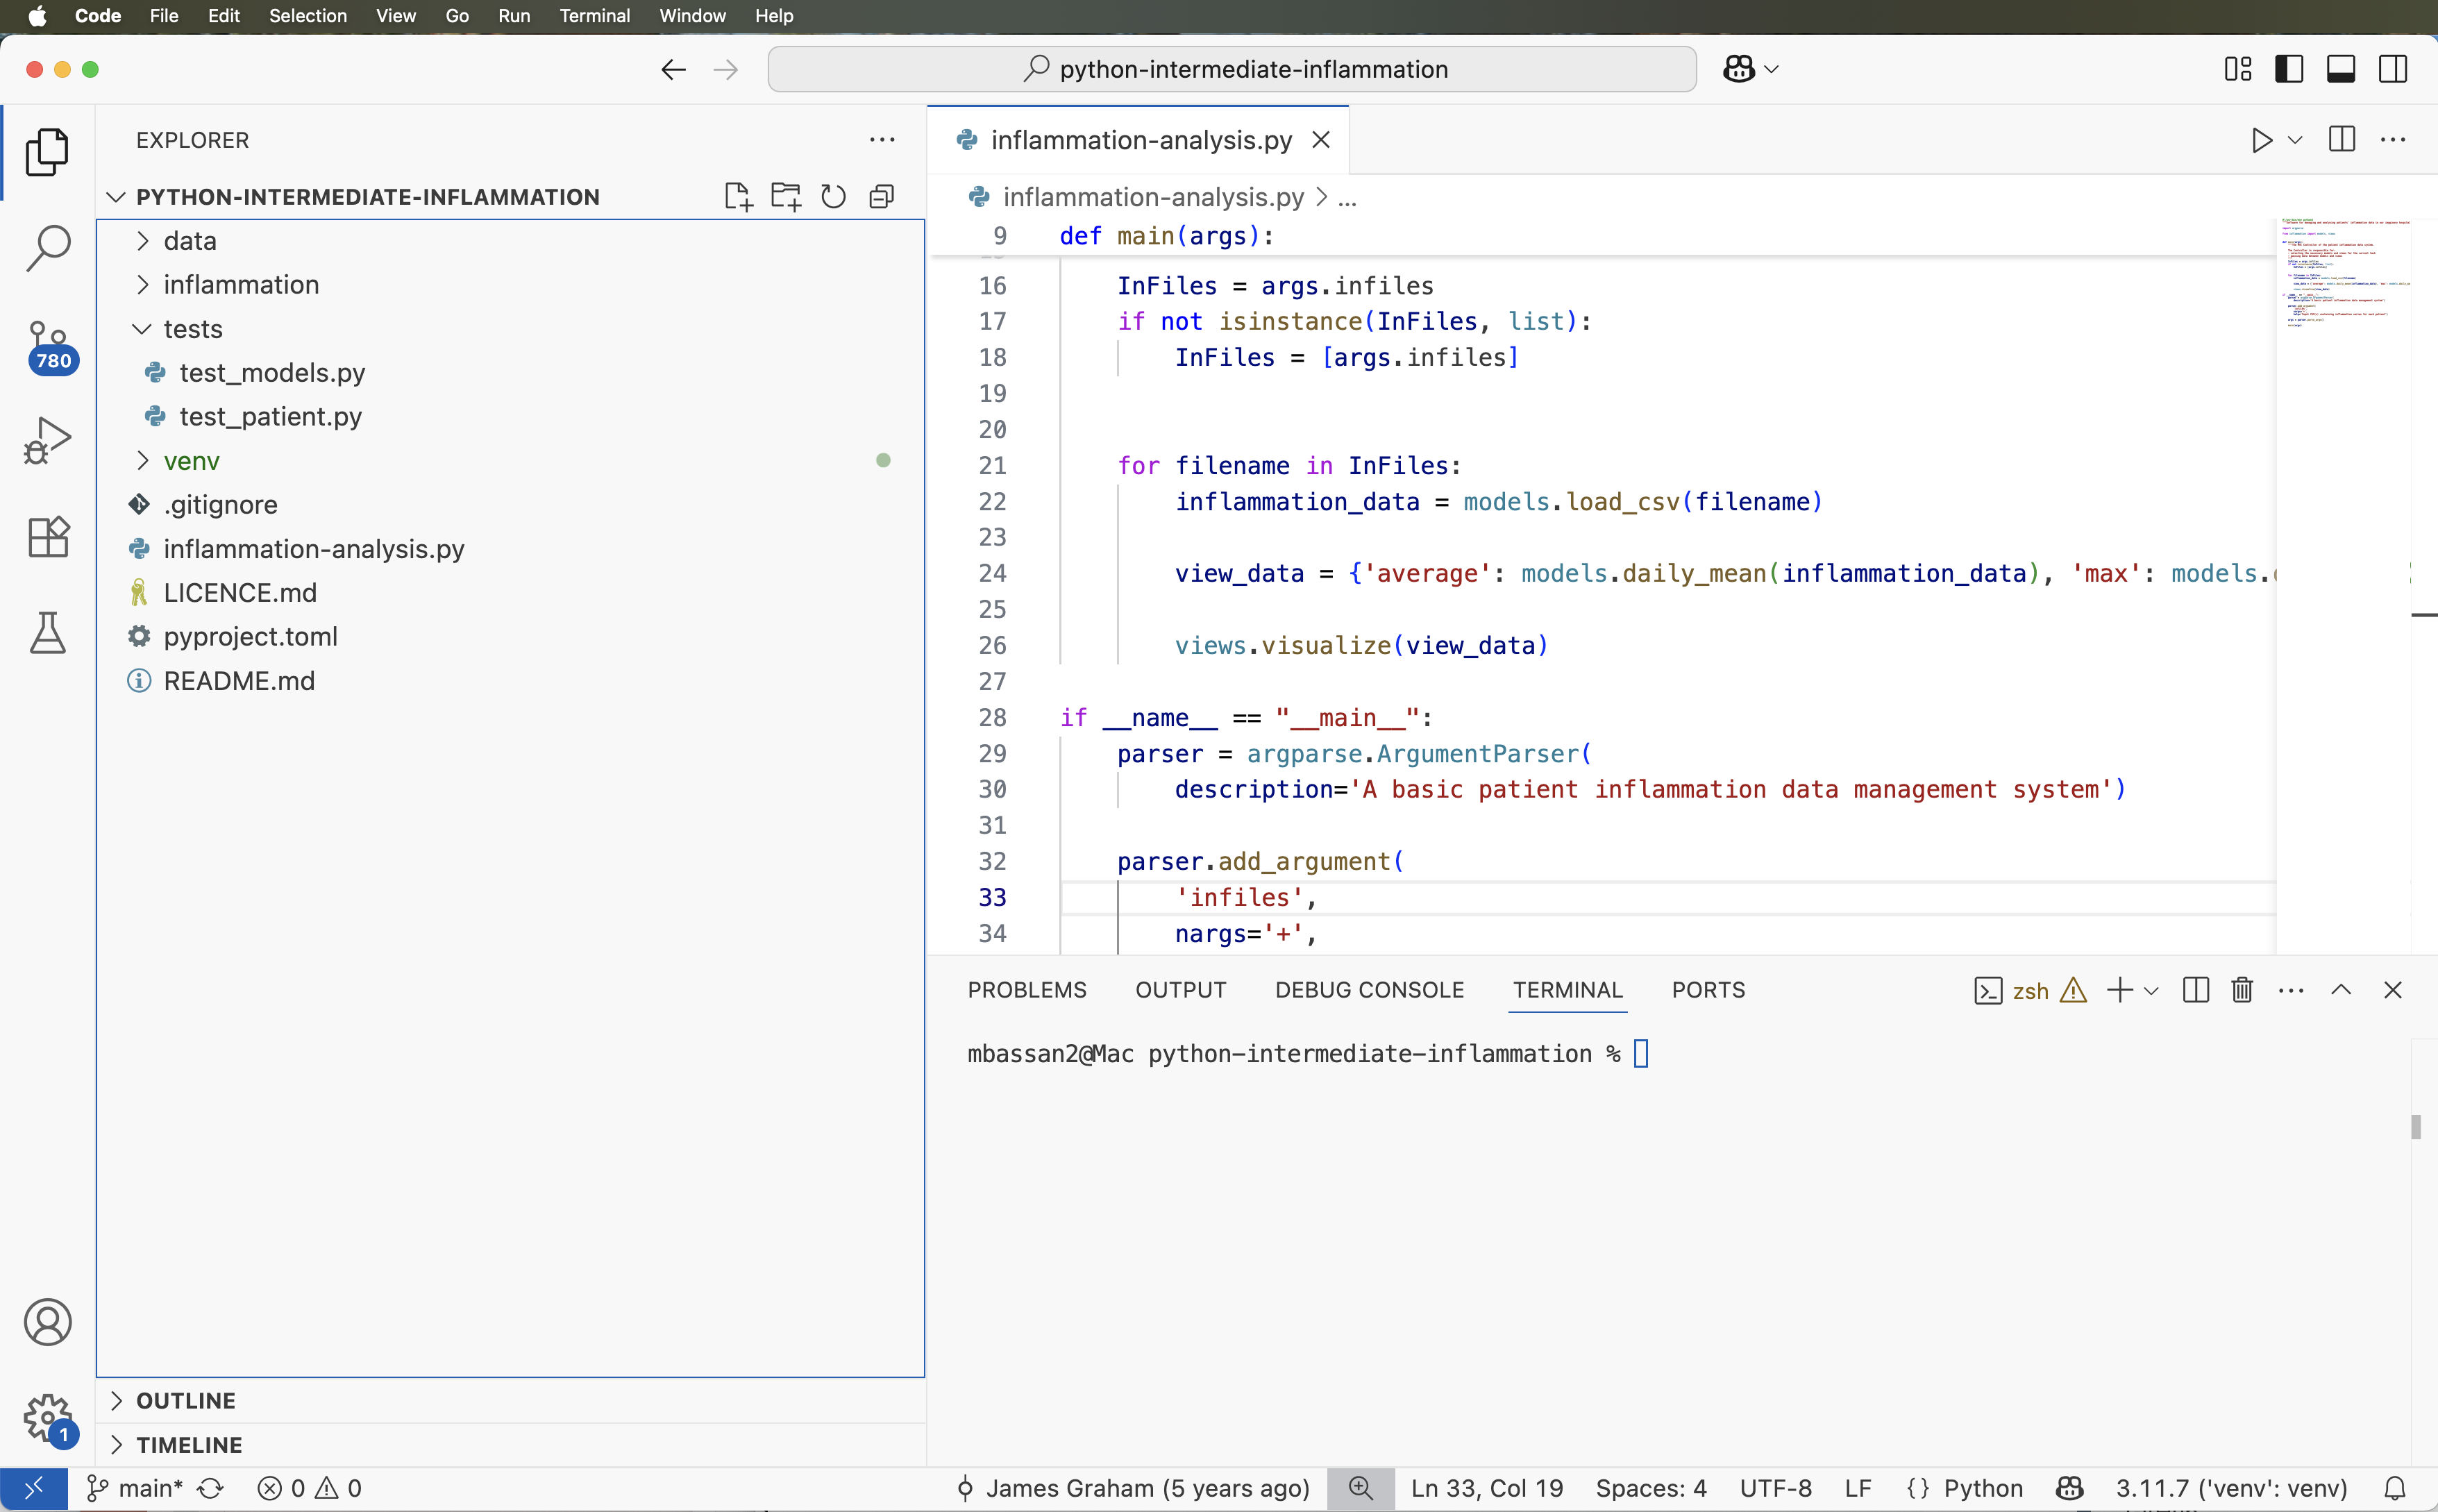 Code File Edit Selection View Go Run Terminal Window Help
python-intermediate-inflammation
EXPLORER
PYTHON-INTERMEDIATE-INFLAMMATION
data
inflammation
tests
test_models.py
test_patient.py
venv
.gitignore
inflammation-analysis.py
LICENCE.md
pyproject.toml
README.md
OUTLINE
TIMELINE
780
1
inflammation-analysis.py
inflammation-analysis.py > ...
9 def main(args):
16 InFiles = args.infiles
17 if not isinstance(InFiles, list):
18 InFiles = [args.infiles]
19
20
21 for filename in InFiles:
22 inflammation_data = models.load_csv(filename)
23
24 view_data = {'average': models.daily_mean(inflammation_data), 'max': models.
25
26 views.visualize(view_data)
27
28 if __name__ == "__main__":
29 parser = argparse.ArgumentParser(
30 description='A basic patient inflammation data management system')
31
32 parser.add_argument(
33 'infiles',
34 nargs='+',
PROBLEMS OUTPUT DEBUG CONSOLE TERMINAL PORTS zsh
mbassan2@Mac python-intermediate-inflammation %
main* 0 0 James Graham (5 years ago) Ln 33, Col 19 Spaces: 4 UTF-8 LF {} Python 3.11.7 ('venv': venv)